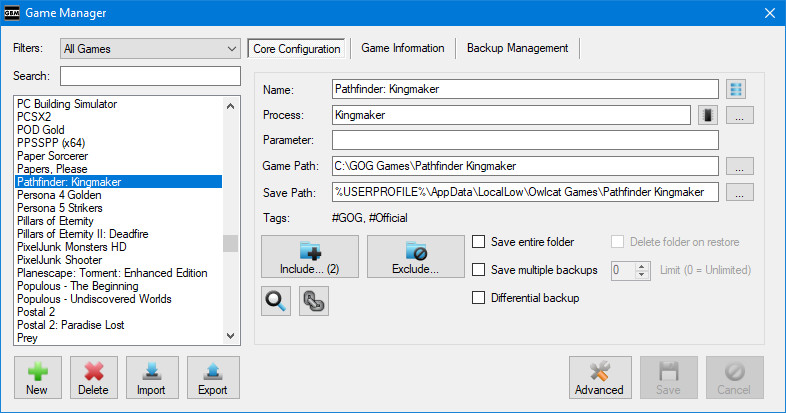 GBM Game Manager
Filters: All Games
Search:
PC Building Simulator
PCSX2
POD Gold
PPSSPP (x64)
Paper Sorcerer
Papers, Please
Pathfinder: Kingmaker
Persona 4 Golden
Persona 5 Strikers
Pillars of Eternity
Pillars of Eternity II: Deadfire
PixelJunk Monsters HD
PixelJunk Shooter
Planescape: Torment: Enhanced Edition
Populous - The Beginning
Populous - Undiscovered Worlds
Postal 2
Postal 2: Paradise Lost
Prey
New Delete Import Export
Core Configuration Game Information Backup Management
Name: Pathfinder: Kingmaker
Process: Kingmaker ...
Parameter:
Game Path: C:\GOG Games\Pathfinder Kingmaker ...
Save Path: %USERPROFILE%\AppData\LocalLow\Owlcat Games\Pathfinder Kingmaker ...
Tags: #GOG, #Official
Include... (2) Exclude...
Save entire folder Delete folder on restore
Save multiple backups 0 Limit (0 = Unlimited)
Differential backup
Advanced Save Cancel